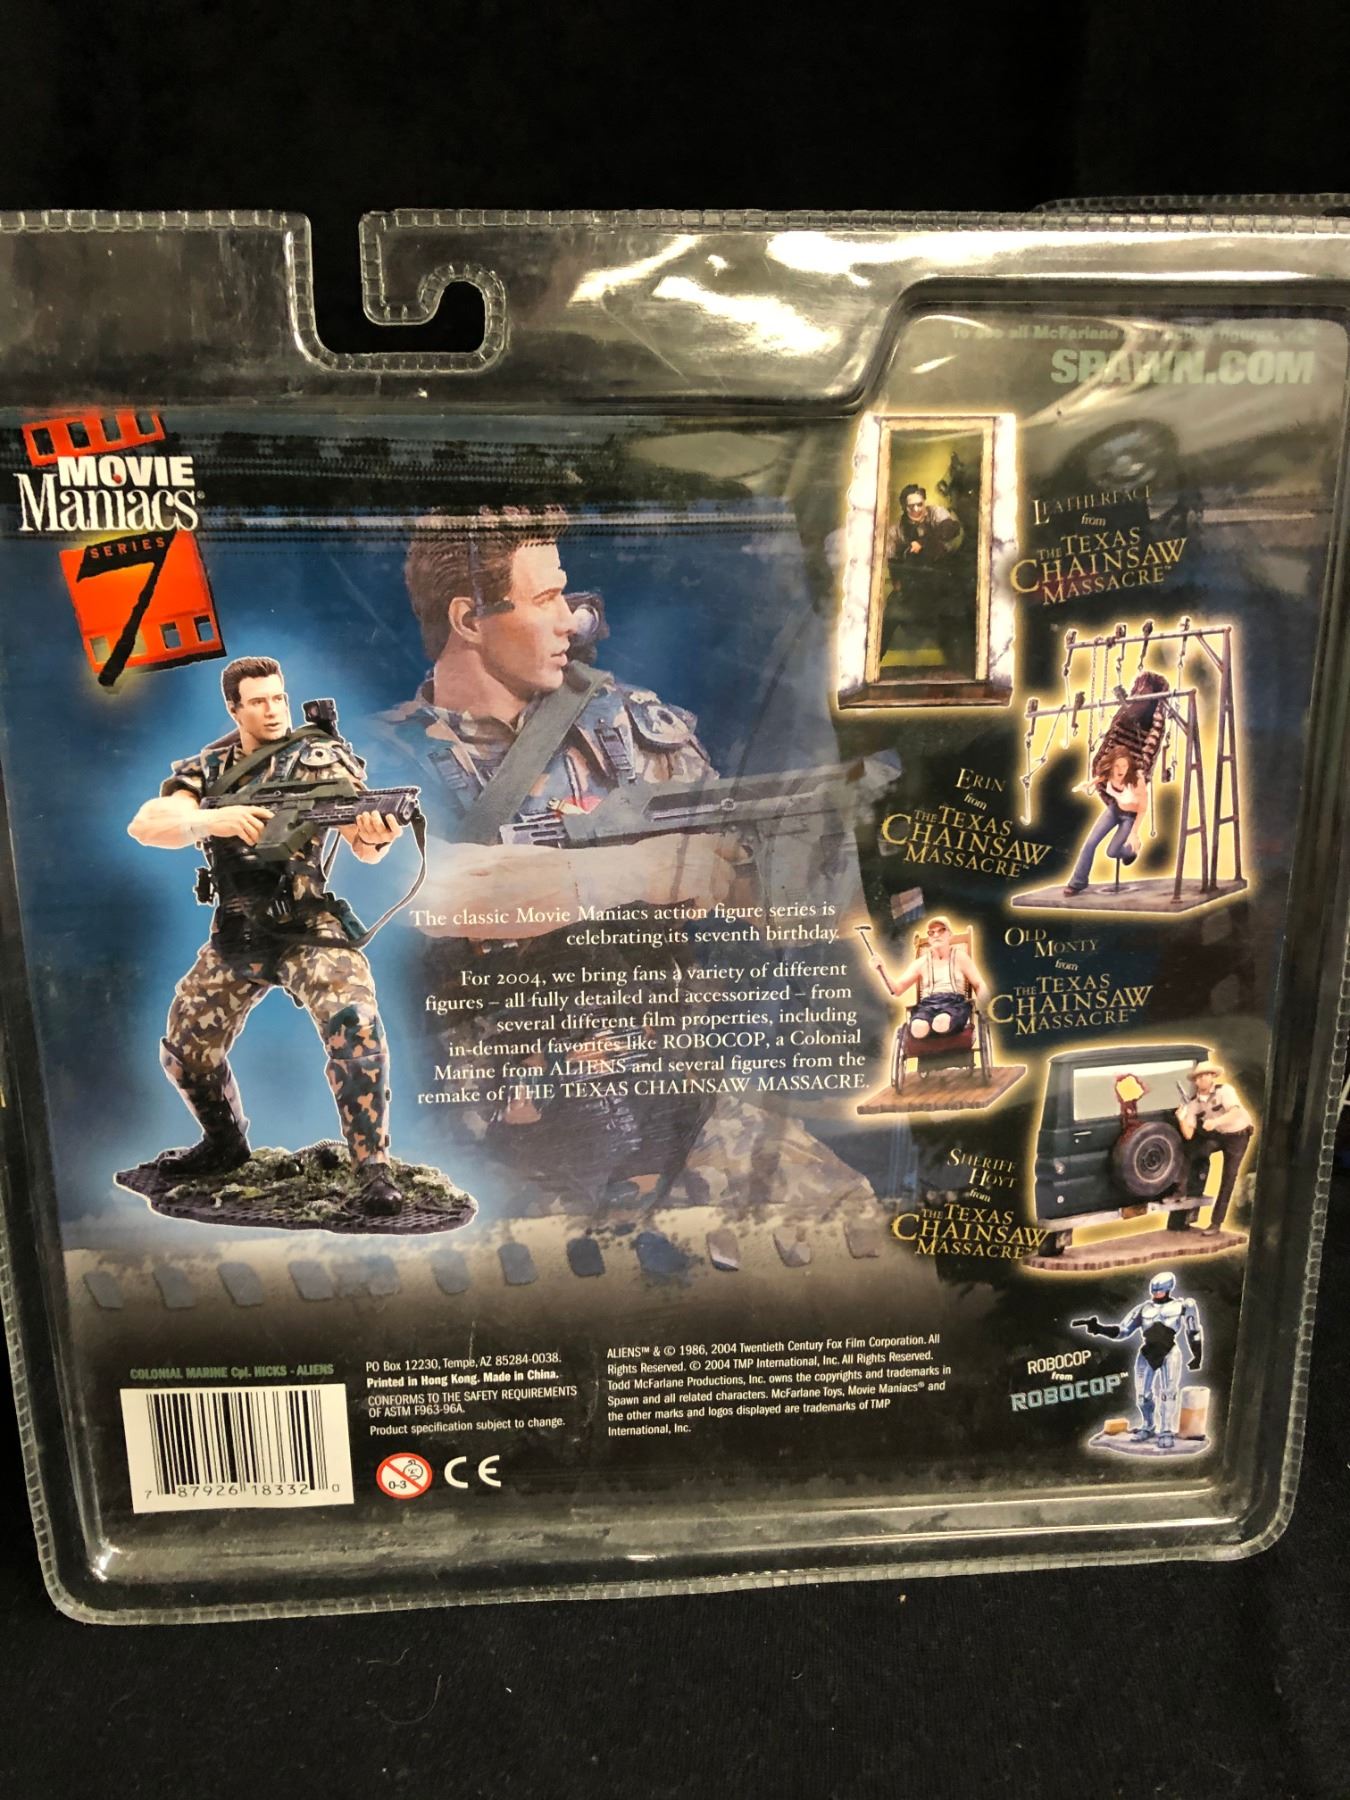 To see all McFarlane
SPAWN.COM
MOVIE
Maniacs®
SERIES
7
LEATHERFACE
from
THE TEXAS
CHAINSAW
MASSACRE™
ERIN
from
THE TEXAS
CHAINSAW
MASSACRE™
The classic Movie Maniacs action figure series is
celebrating its seventh birthday.
For 2004, we bring fans a variety of different
figures – all fully detailed and accessorized – from
several different film properties, including
in-demand favorites like ROBOCOP, a Colonial
Marine from ALIENS and several figures from the
remake of THE TEXAS CHAINSAW MASSACRE.
OLD
MONTY
from
THE TEXAS
CHAINSAW
MASSACRE™
SHERIFF
HOYT
from
THE TEXAS
CHAINSAW
MASSACRE™
ROBOCOP
from
ROBOCOP™
COLONIAL MARINE Cpl. HICKS - ALIENS
7 87926 18332 0
PO Box 12230, Tempe, AZ 85284-0038.
Printed in Hong Kong. Made in China.
CONFORMS TO THE SAFETY REQUIREMENTS
OF ASTM F963-96A.
Product specification subject to change.
0-3
CE
ALIENS™ & © 1986, 2004 Twentieth Century Fox Film Corporation. All
Rights Reserved. © 2004 TMP International, Inc. All Rights Reserved.
Todd McFarlane Productions, Inc. owns the copyrights and trademarks in
Spawn and all related characters. McFarlane Toys, Movie Maniacs® and
the other marks and logos displayed are trademarks of TMP
International, Inc.